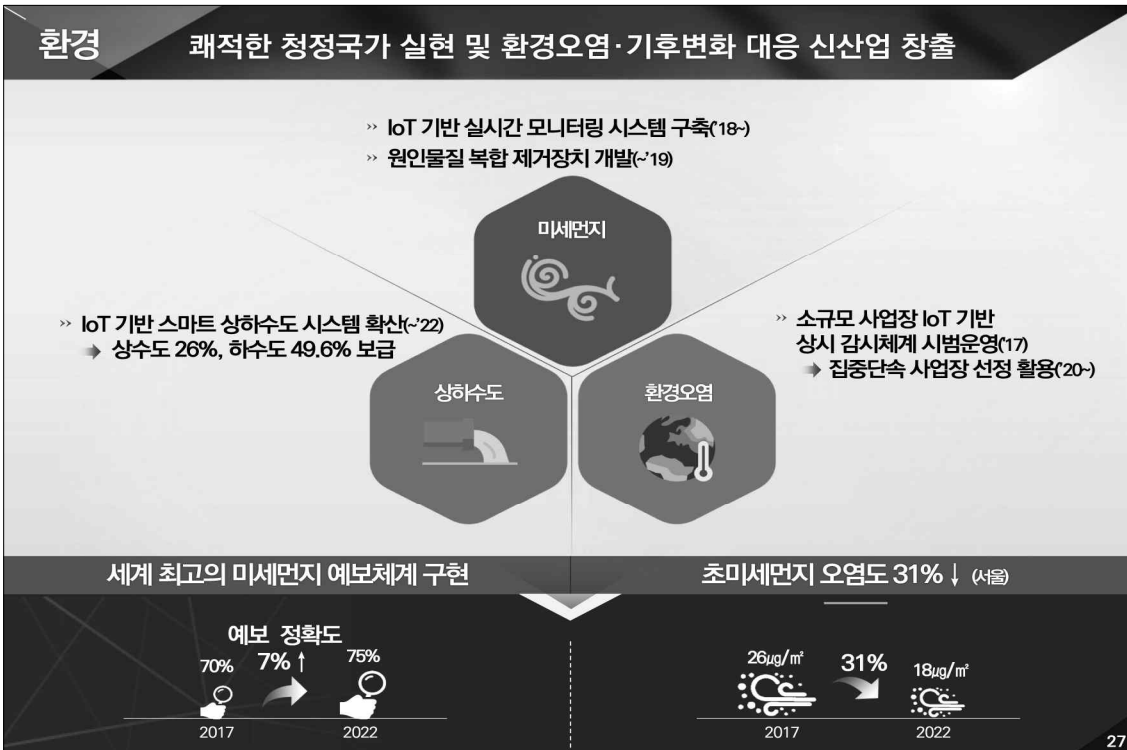 환경
쾌적한 청정국가 실현 및 환경오염·기후변화 대응 신산업 창출
›› IoT 기반 실시간 모니터링 시스템 구축('18~)
›› 원인물질 복합 제거장치 개발(~'19)
미세먼지
›› IoT 기반 스마트 상하수도 시스템 확산(~'22)
➡ 상수도 26%, 하수도 49.6% 보급
›› 소규모 사업장 IoT 기반
상시 감시체계 시범운영('17)
➡ 집중단속 사업장 선정 활용('20~)
상하수도
환경오염
세계 최고의 미세먼지 예보체계 구현
초미세먼지 오염도 31%↓ (서울)
예보 정확도
70%
7%↑
75%
2017
2022
26㎍/㎡
31%
18㎍/㎡
2017
2022
27